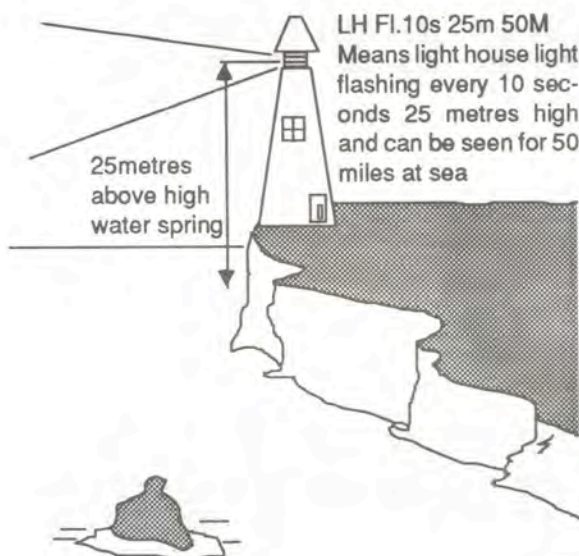 LH Fl.10s 25m 50M
Means light house light
flashing every 10 sec-
onds 25 metres high
and can be seen for 50
miles at sea
25metres
above high
water spring